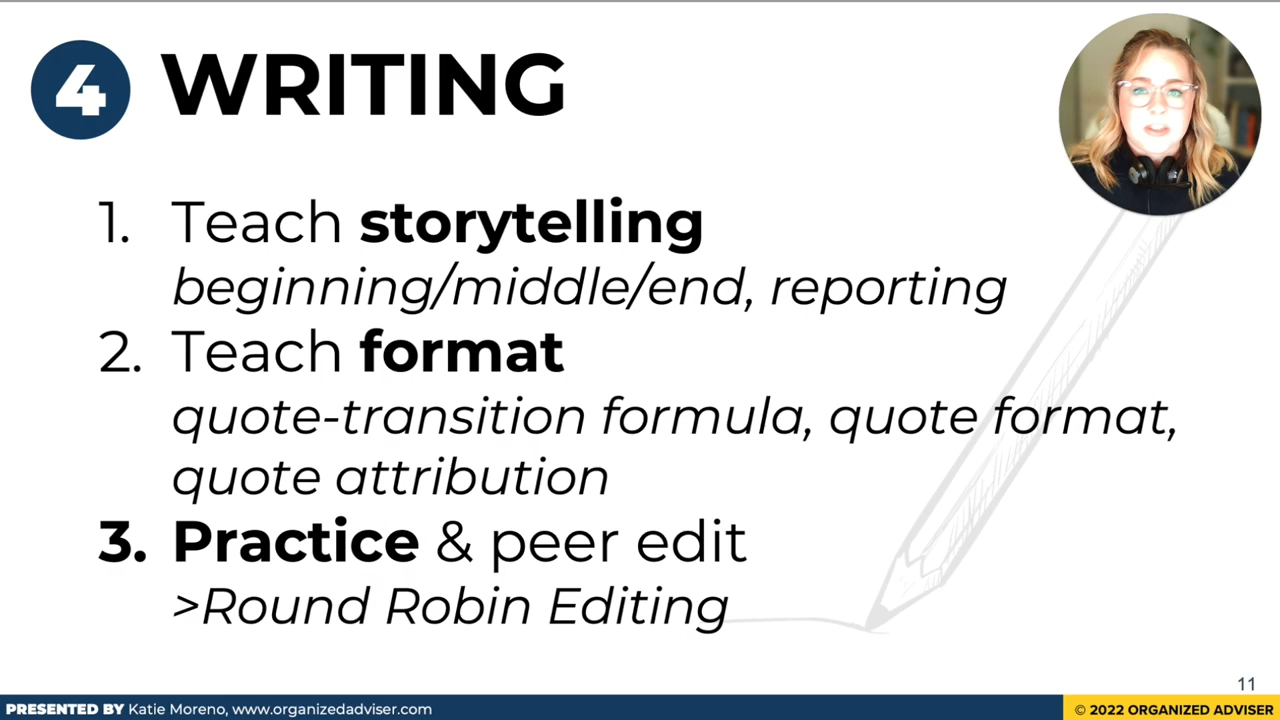 4 WRITING
1. Teach storytelling
beginning/middle/end, reporting
2. Teach format
quote-transition formula, quote format,
quote attribution
3. Practice & peer edit
>Round Robin Editing
11
PRESENTED BY Katie Moreno, www.organizedadviser.com
© 2022 ORGANIZED ADVISER